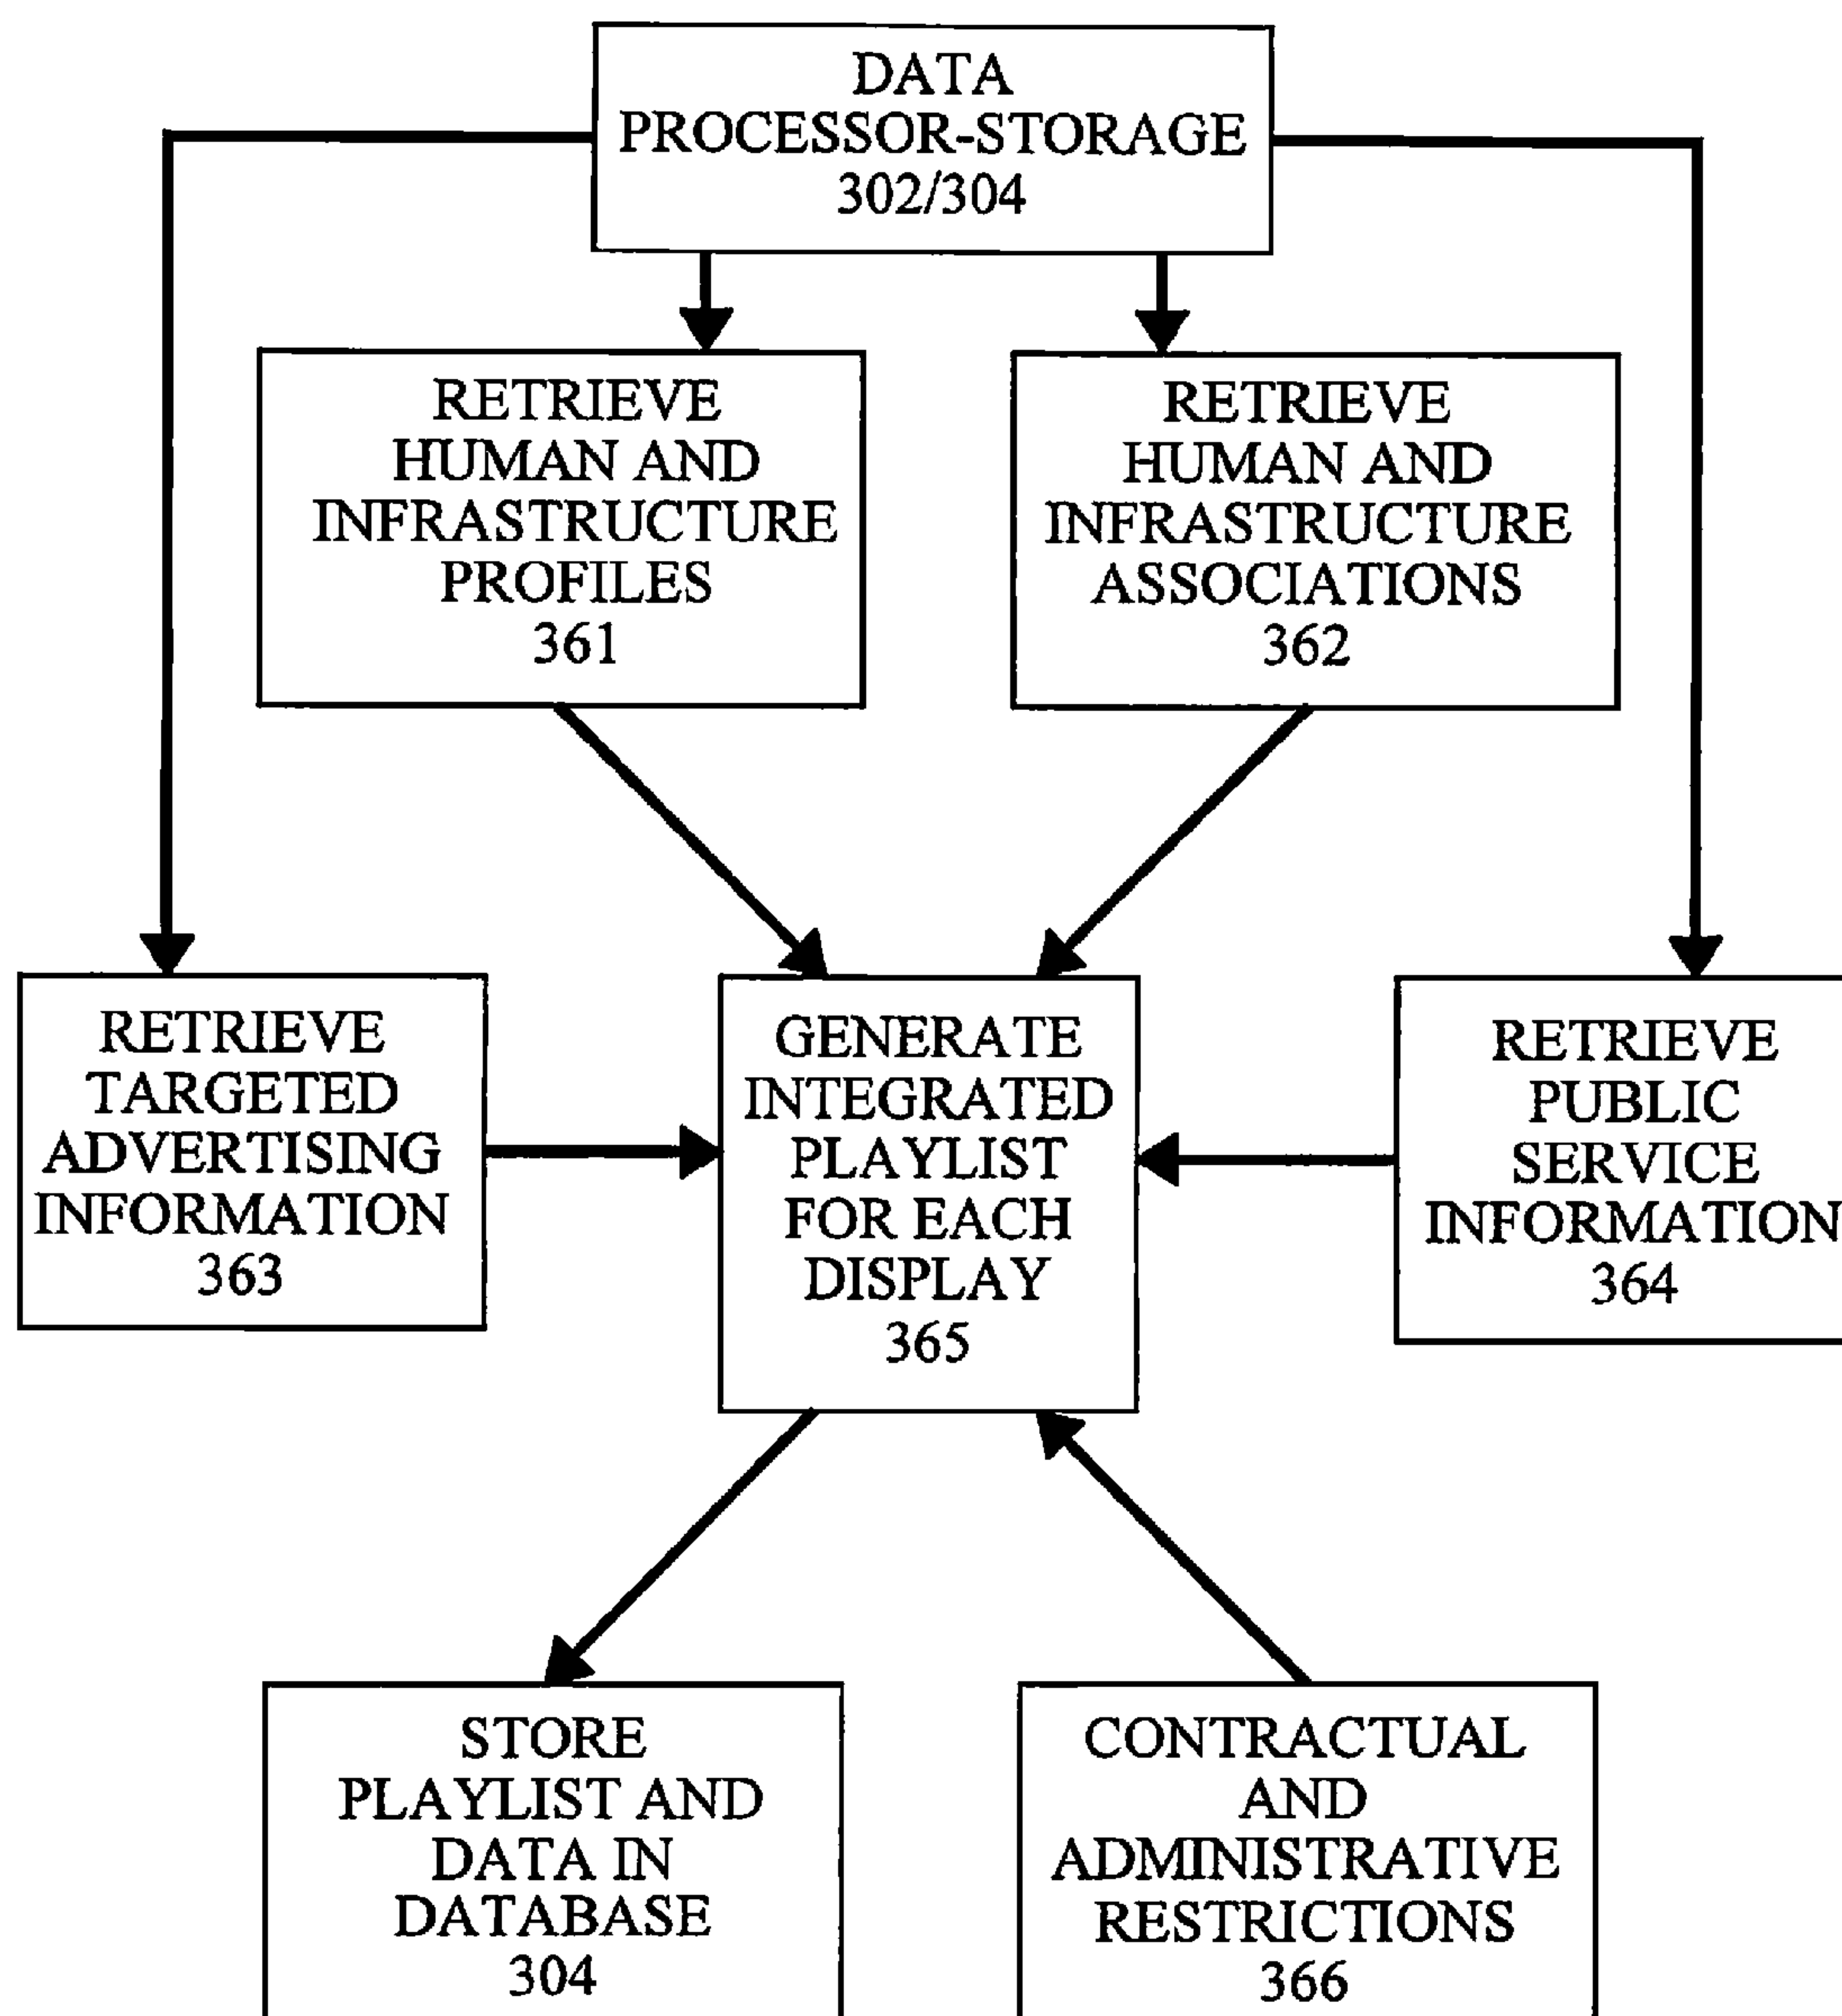 DATA
PROCESSOR-STORAGE
302/304
RETRIEVE
HUMAN AND
INFRASTRUCTURE
PROFILES
361
RETRIEVE
HUMAN AND
INFRASTRUCTURE
ASSOCIATIONS
362
RETRIEVE
TARGETED
ADVERTISING
INFORMATION
363
GENERATE
INTEGRATED
PLAYLIST
FOR EACH
DISPLAY
365
RETRIEVE
PUBLIC
SERVICE
INFORMATION
364
STORE
PLAYLIST AND
DATA IN
DATABASE
304
CONTRACTUAL
AND
ADMINISTRATIVE
RESTRICTIONS
366